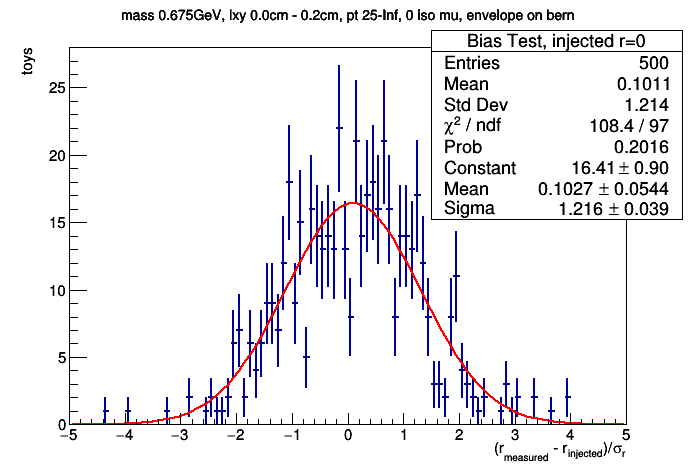 mass 0.675GeV, lxy 0.0cm - 0.2cm, pt 25-Inf, 0 iso mu, envelope on bern
Bias Test, injected r=0
Entries 500
Mean 0.1011
Std Dev 1.214
χ² / ndf 108.4 / 97
Prob 0.2016
Constant 16.41 ± 0.90
Mean 0.1027 ± 0.0544
Sigma 1.216 ± 0.039
toys
25
20
15
10
5
0
−5 −4 −3 −2 −1 0 1 2 3 4 5
(r_measured - r_injected)/σ_r